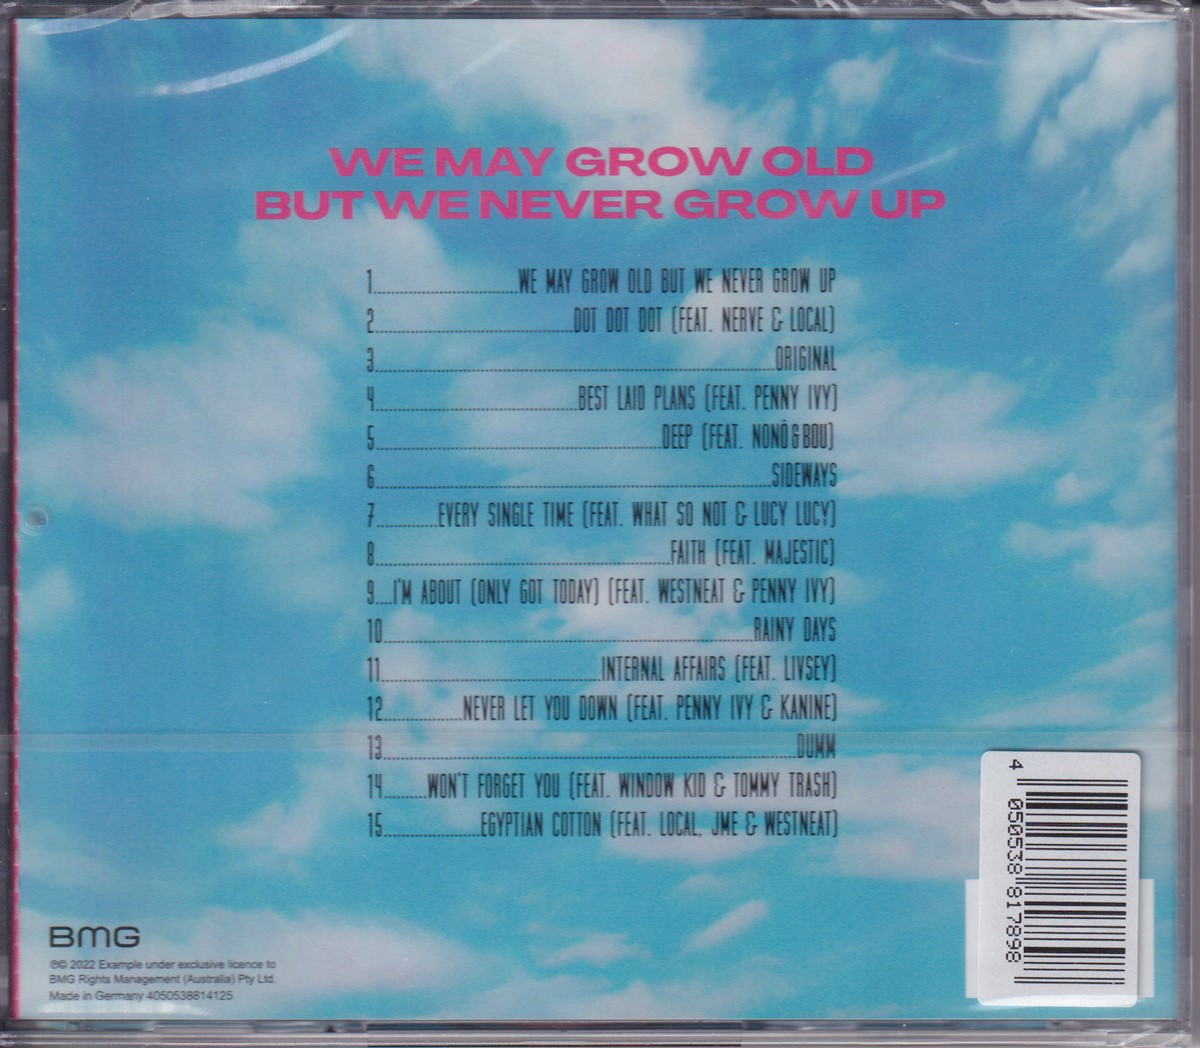 WE MAY GROW OLD
BUT WE NEVER GROW UP
1 WE MAY GROW OLD BUT WE NEVER GROW UP
2 DOT DOT DOT (FEAT. NERVE & LOCAL)
3 ORIGINAL
4 BEST LAID PLANS (FEAT. PENNY IVY)
5 DEEP (FEAT. NONÔ & BOU)
6 SIDEWAYS
7 EVERY SINGLE TIME (FEAT. WHAT SO NOT & LUCY LUCY)
8 FAITH (FEAT. MAJESTIC)
9 I'M ABOUT (ONLY GOT TODAY) (FEAT. WESTNEAT & PENNY IVY)
10 RAINY DAYS
11 INTERNAL AFFAIRS (FEAT. LIVSEY)
12 NEVER LET YOU DOWN (FEAT. PENNY IVY & KANINE)
13 DUMM
14 WON'T FORGET YOU (FEAT. WINDOW KID & TOMMY TRASH)
15 EGYPTIAN COTTON (FEAT. LOCAL, JME & WESTNEAT)
4 050538 817898
BMG
℗© 2022 Example under exclusive licence to
BMG Rights Management (Australia) Pty Ltd.
Made in Germany 4050538814125